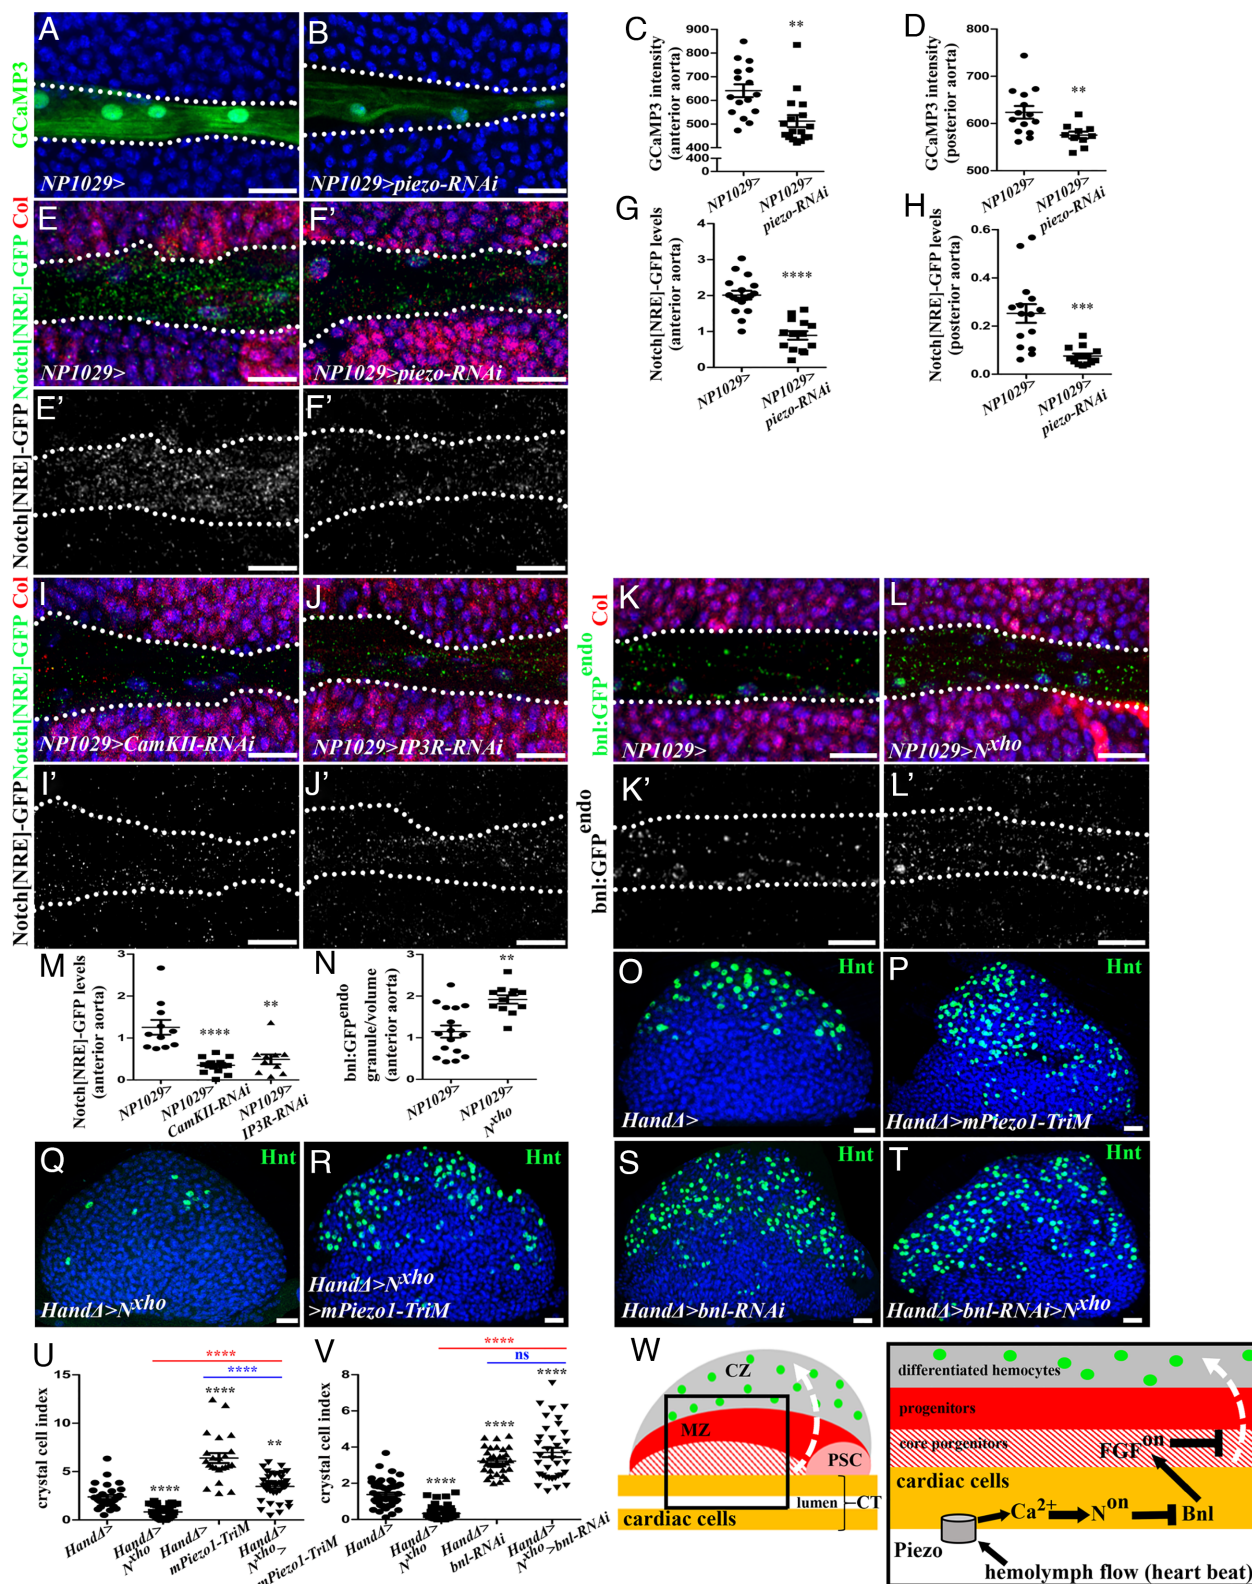 A
GCaMP3
NP1029>
B
NP1029>piezo-RNAi
C
GCaMP3 intensity
(anterior aorta)
900
800
700
600
500
400
400
0
**
NP1029>
NP1029>
piezo-RNAi
D
GCaMP3 intensity
(posterior aorta)
800
700
600
500
**
NP1029>
NP1029>
piezo-RNAi
E
Notch[NRE]-GFP Col
NP1029>
F'
NP1029>piezo-RNAi
G
Notch[NRE]-GFP levels
(anterior aorta)
4
3
2
1
0
****
NP1029>
NP1029>
piezo-RNAi
H
Notch[NRE]-GFP levels
(posterior aorta)
0.6
0.4
0.2
0.0
***
NP1029>
NP1029>
piezo-RNAi
E'
Notch[NRE]-GFP
F'
I
Notch[NRE]-GFP Col
NP1029>CamKII-RNAi
J
NP1029>IP3R-RNAi
K
bnl:GFPendo Col
NP1029>
L
NP1029>Nxho
I'
Notch[NRE]-GFP
J'
K'
bnl:GFPendo
L'
M
Notch[NRE]-GFP levels
(anterior aorta)
3
2
1
0
****
**
NP1029>
NP1029>
CamKII-RNAi
NP1029>
IP3R-RNAi
N
bnl:GFPendo
granule/volume
(anterior aorta)
3
2
1
0
**
NP1029>
NP1029>
Nxho
O
Hnt
HandΔ>
P
Hnt
HandΔ>mPiezo1-TriM
Q
Hnt
HandΔ>Nxho
R
Hnt
HandΔ>Nxho
>mPiezo1-TriM
S
Hnt
HandΔ>bnl-RNAi
T
Hnt
HandΔ>bnl-RNAi>Nxho
U
crystal cell index
15
10
5
0
****
****
****
****
**
HandΔ>
HandΔ>
Nxho
HandΔ>
mPiezo1-TriM
HandΔ>
Nxho>
mPiezo1-TriM
V
crystal cell index
8
6
4
2
0
****
ns
****
****
****
HandΔ>
HandΔ>
Nxho
HandΔ>
bnl-RNAi
HandΔ>
Nxho>bnl-RNAi
W
CZ
MZ
PSC
lumen
CT
cardiac cells
differentiated hemocytes
progenitors
core porgenitors
FGFon
cardiac cells
Ca2+
Non
Bnl
Piezo
hemolymph flow (heart beat)